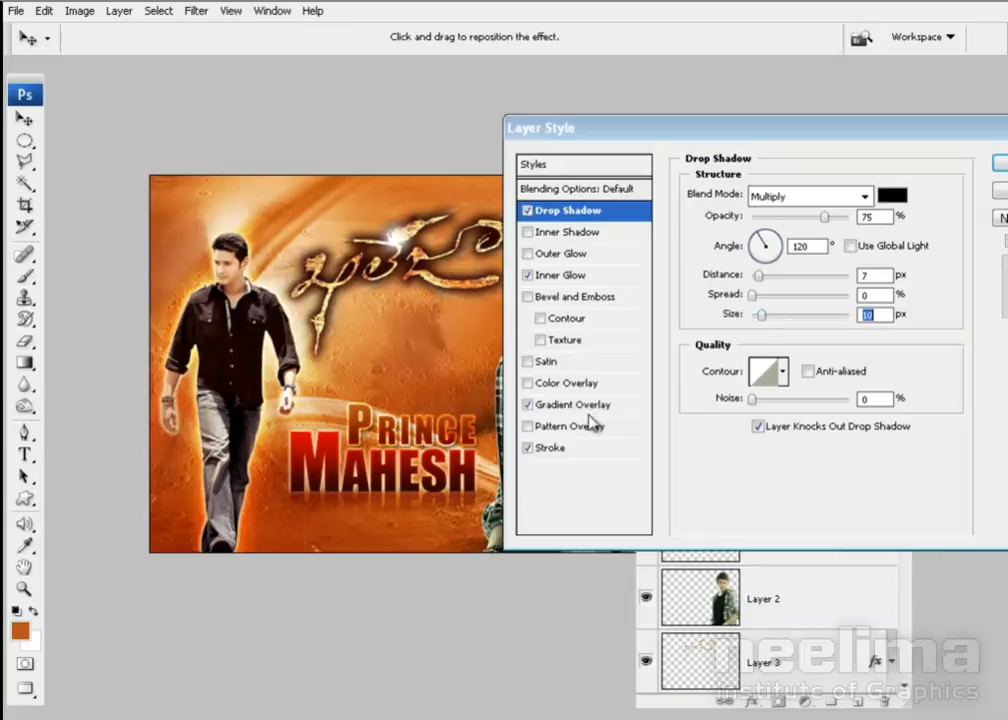 File Edit Image Layer Select Filter View Window Help
Click and drag to reposition the effect.
Workspace
Ps
Layer Style
Styles
Blending Options: Default
Drop Shadow
Inner Shadow
Outer Glow
Inner Glow
Bevel and Emboss
Contour
Texture
Satin
Color Overlay
Gradient Overlay
Pattern Overlay
Stroke
Drop Shadow
Structure
Blend Mode: Multiply
Opacity: 75 %
Angle: 120 ° Use Global Light
Distance: 7 px
Spread: 0 %
Size: 10 px
Quality
Contour: Anti-aliased
Noise: 0 %
Layer Knocks Out Drop Shadow
N
ఖలేజా
PRINCE
MAHESH
Layer 2
Layer 3
fx
neelima
institute of Graphics